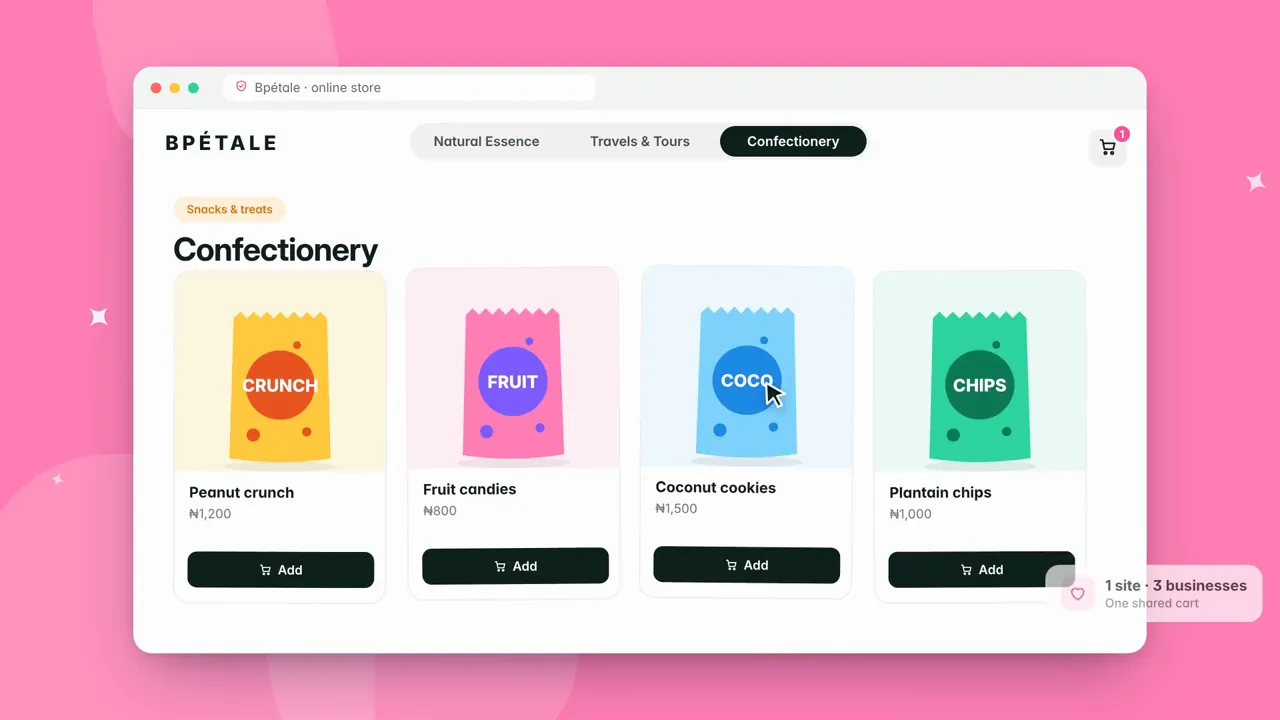 Bpétale · online store
BPÉTALE
Natural Essence
Travels & Tours
Confectionery
1
Snacks & treats
Confectionery
CRUNCH
FRUIT
COCO
CHIPS
Peanut crunch
₦1,200
Fruit candies
₦800
Coconut cookies
₦1,500
Plantain chips
₦1,000
Add
Add
Add
Add
1 site · 3 businesses
One shared cart